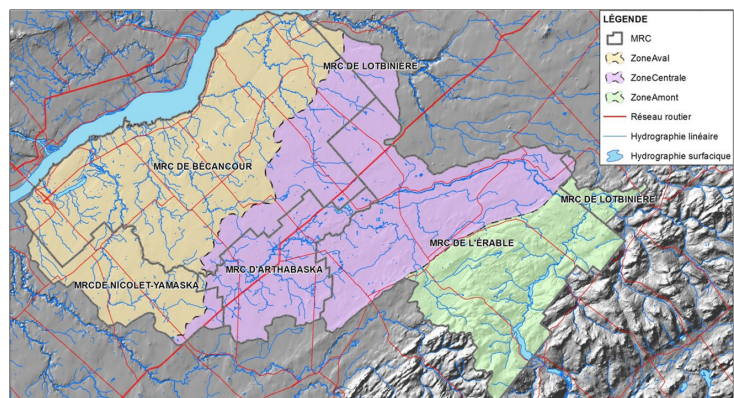 LÉGENDE
MRC
ZoneAval
ZoneCentrale
ZoneAmont
Réseau routier
Hydrographie linéaire
Hydrographie surfacique
MRC DE LOTBINIÈRE
MRC DE BÉCANCOUR
MRC DE LOTBINIÈRE
MRC DE L'ÉRABLE
MRC D'ARTHABASKA
MRCDE NICOLET-YAMASKA